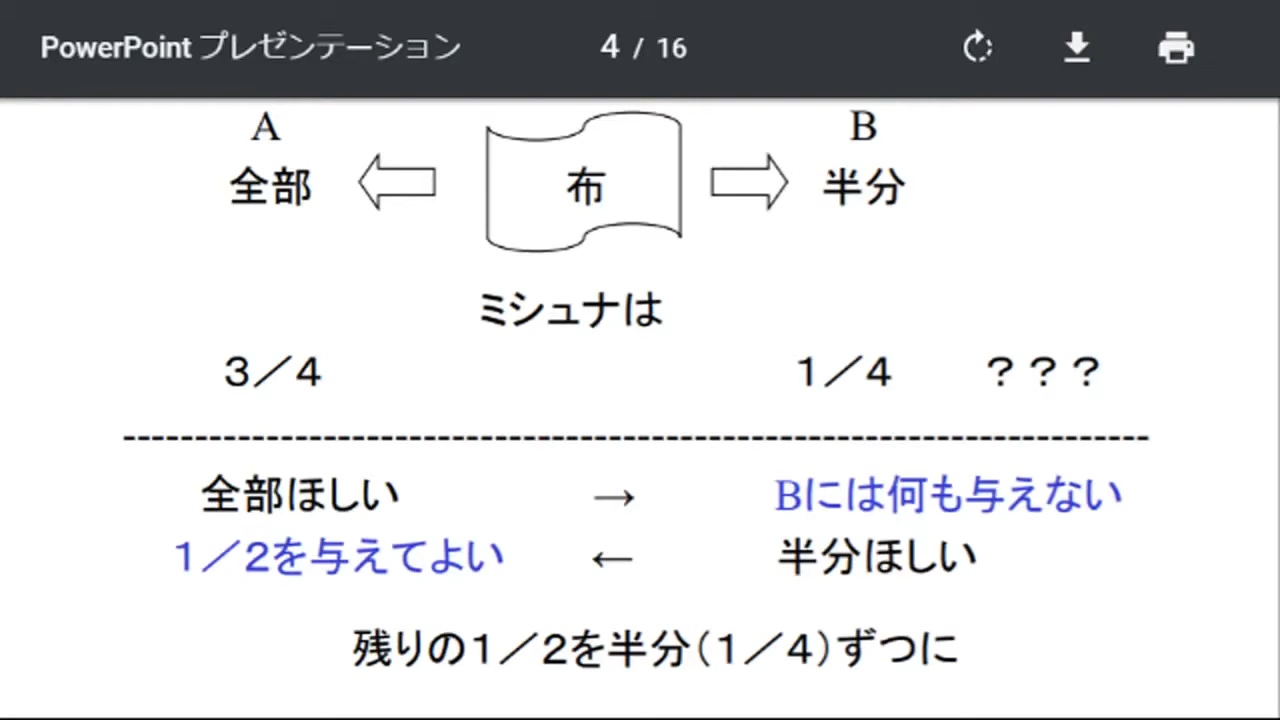 PowerPoint プレゼンテーション 4 / 16
A B
全部 布 半分
ミシュナは
3／4 1／4 ？？？
全部ほしい → Bには何も与えない
1／2を与えてよい ← 半分ほしい
残りの1／2を半分（1／4）ずつに